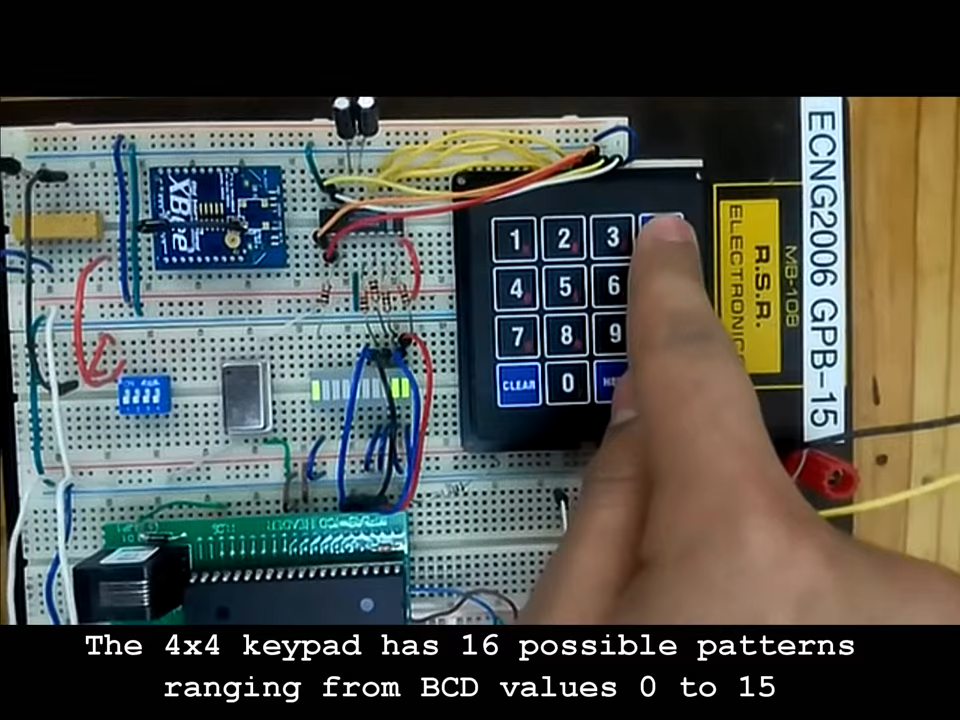 XBee
1 2 3
4 5 6
7 8 9
CLEAR 0
ELECTRONIC
R.S.R.
MB-108
ECNG2006 GPB-15
The 4x4 keypad has 16 possible patterns
ranging from BCD values 0 to 15